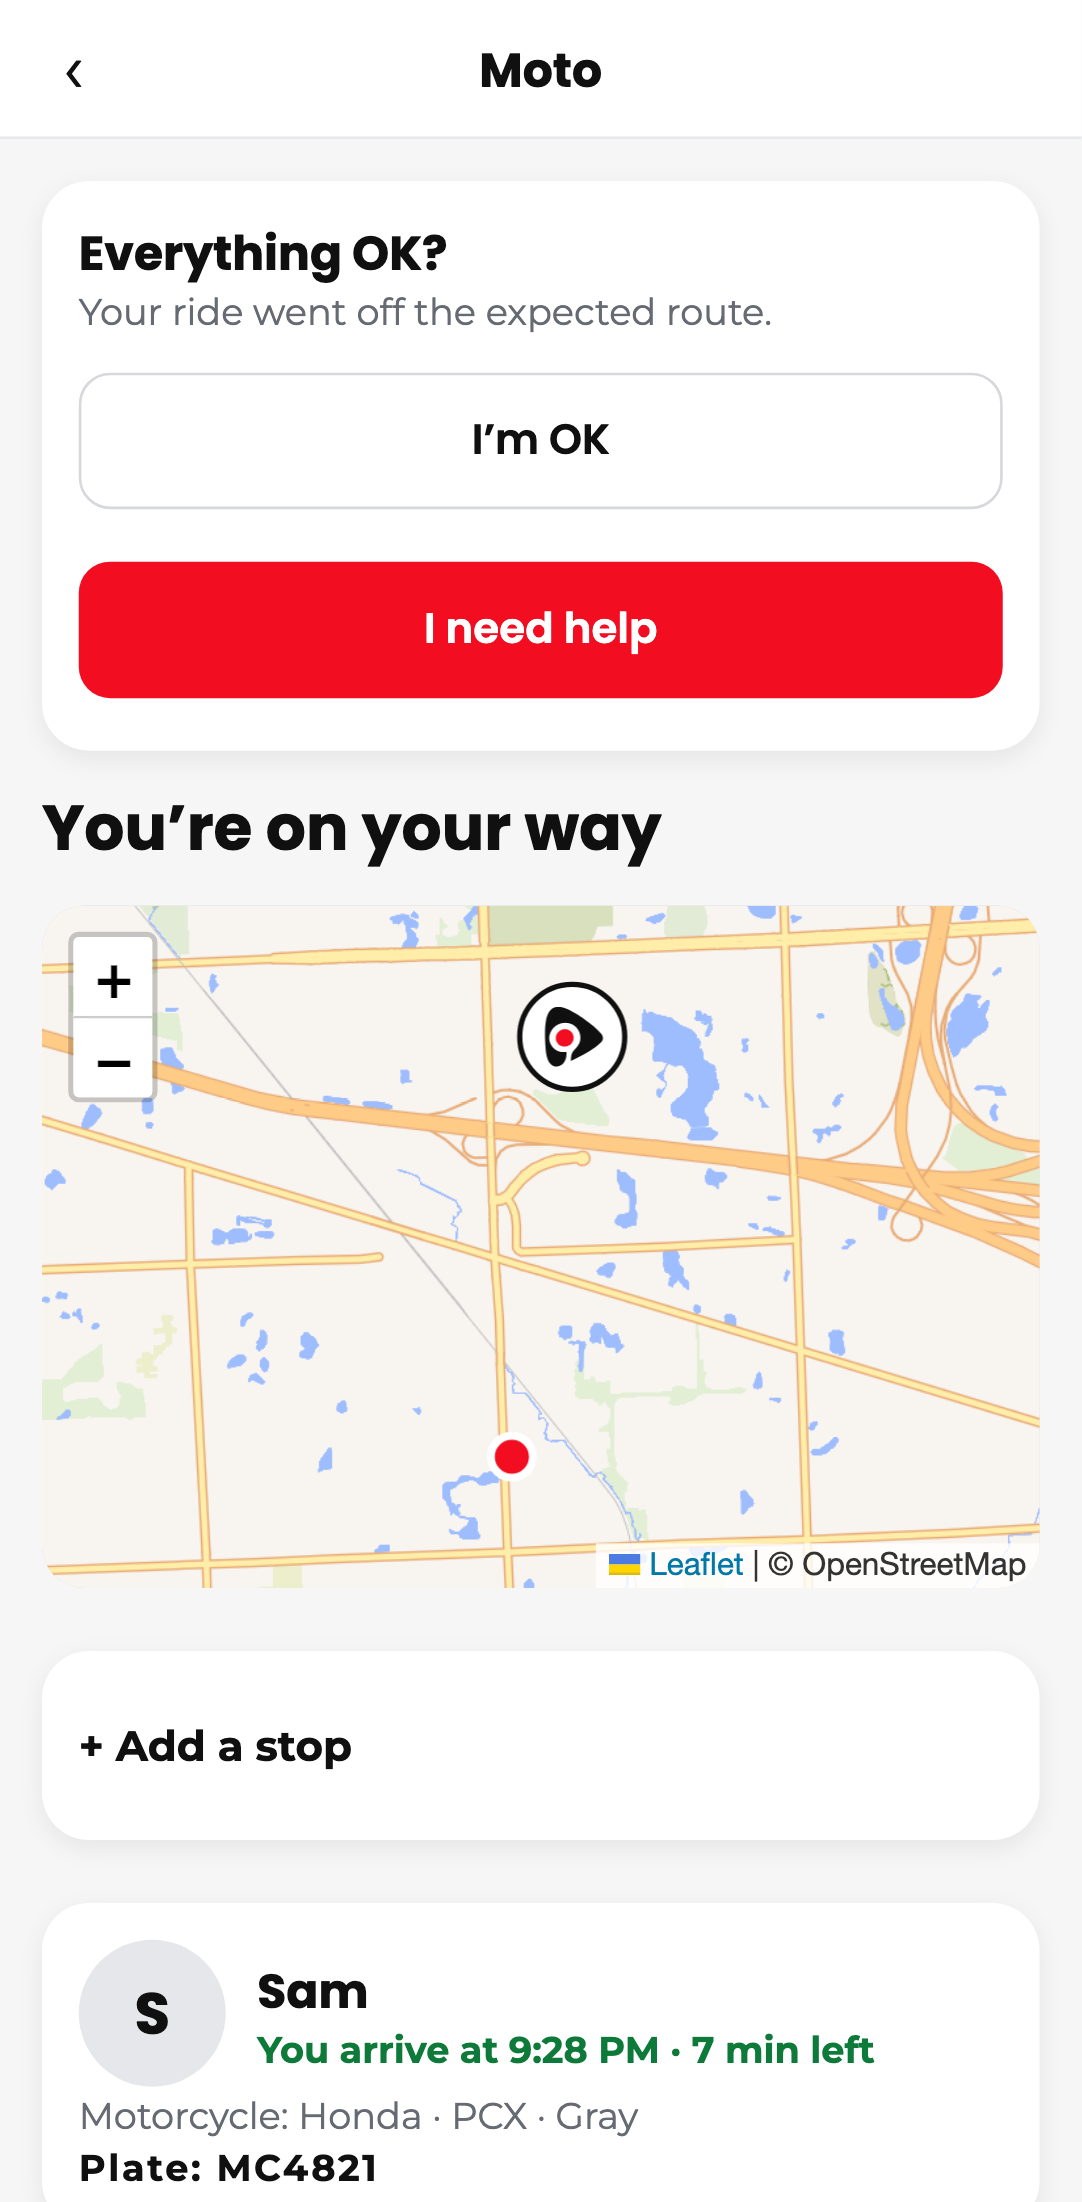 ‹
Moto
Everything OK?
Your ride went off the expected route.
I’m OK
I need help
You’re on your way
+
−
Leaflet | © OpenStreetMap
+ Add a stop
S
Sam
You arrive at 9:28 PM · 7 min left
Motorcycle: Honda · PCX · Gray
Plate: MC4821